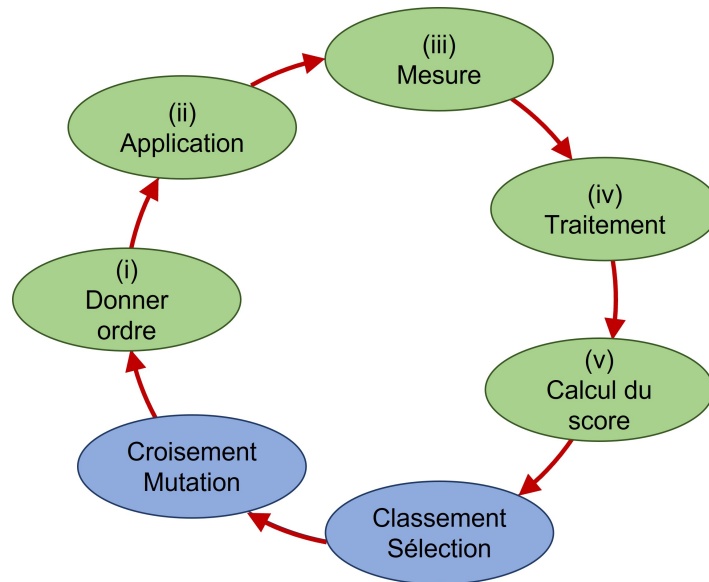 (iii)
Mesure
(ii)
Application
(iv)
Traitement
(i)
Donner
ordre
(v)
Calcul du
score
Croisement
Mutation
Classement
Sélection